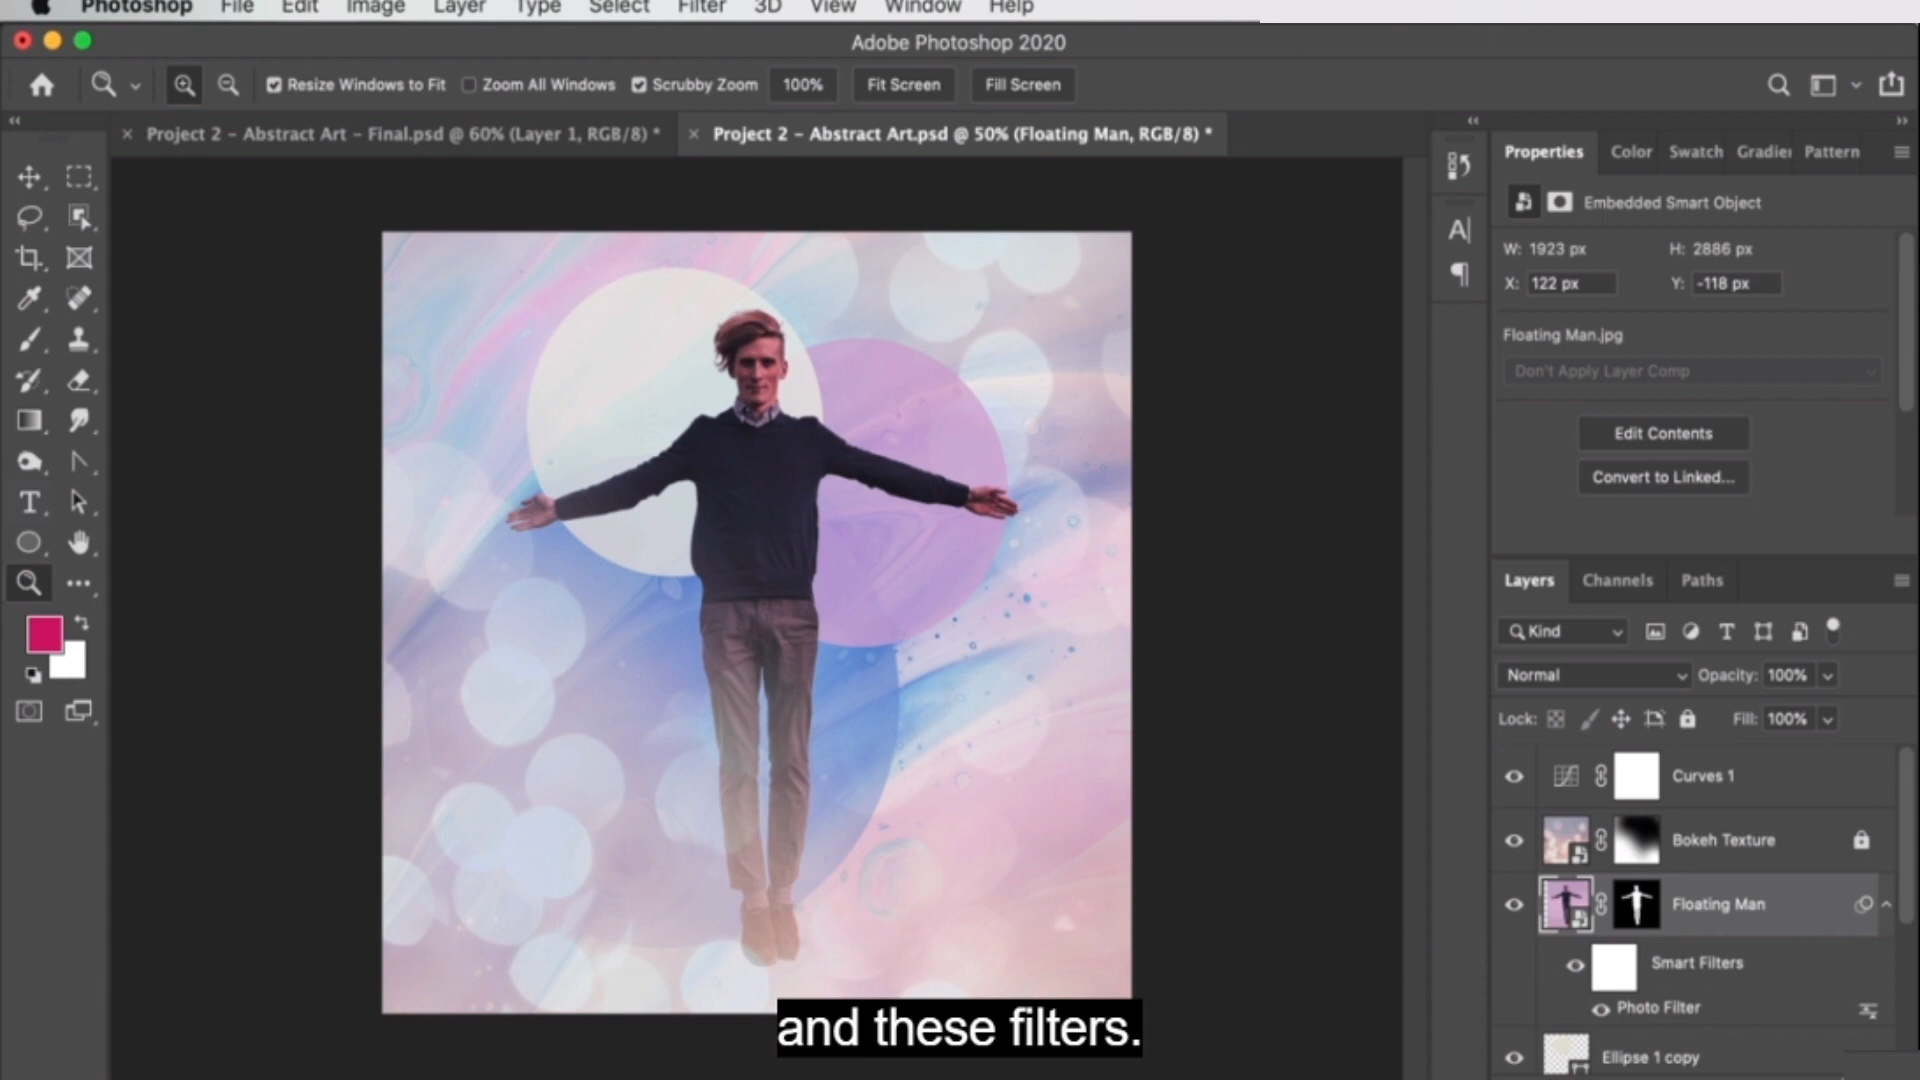 Photoshop File Edit Image Layer Type Select Filter 3D View Window Help
Adobe Photoshop 2020
Resize Windows to Fit Zoom All Windows Scrubby Zoom 100% Fit Screen Fill Screen
Project 2 - Abstract Art - Final.psd @ 60% (Layer 1, RGB/8) *
Project 2 - Abstract Art.psd @ 50% (Floating Man, RGB/8) *
Properties Color Swatch Gradie Pattern
Embedded Smart Object
W: 1923 px H: 2886 px
X: 122 px Y: -118 px
Floating Man.jpg
Don't Apply Layer Comp
Edit Contents
Convert to Linked...
Layers Channels Paths
Kind
Normal Opacity: 100%
Lock: Fill: 100%
Curves 1
Bokeh Texture
Floating Man
Smart Filters
Photo Filter
Ellipse 1 copy
and these filters.